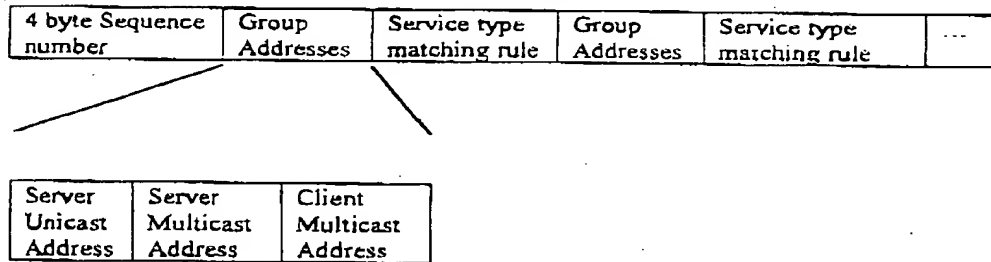 4 byte Sequence number
Group Addresses
Service type matching rule
Group Addresses
Service type matching rule
...
Server Unicast Address
Server Multicast Address
Client Multicast Address